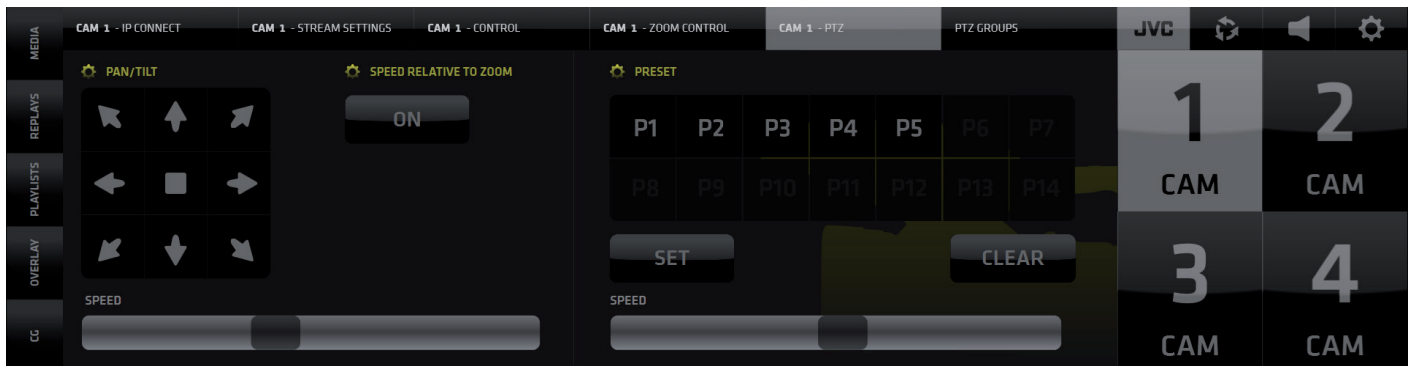 MEDIA
REPLAYS
PLAYLISTS
OVERLAY
CG
CAM 1 - IP CONNECT
CAM 1 - STREAM SETTINGS
CAM 1 - CONTROL
CAM 1 - ZOOM CONTROL
CAM 1 - PTZ
PTZ GROUPS
JVC
PAN/TILT
SPEED RELATIVE TO ZOOM
ON
SPEED
PRESET
P1 P2 P3 P4 P5 P6 P7
P8 P9 P10 P11 P12 P13 P14
SET
CLEAR
SPEED
1
CAM
2
CAM
3
CAM
4
CAM